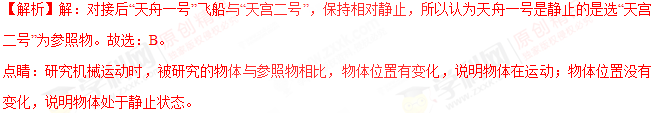 【解析】解：对接后“天舟一号”飞船与“天宫二号”，保持相对静止，所以认为天舟一号是静止的是选“天宫
二号”为参照物。故选：B。
点睛：研究机械运动时，被研究的物体与参照物相比，物体位置有变化，说明物体在运动；物体位置没有
变化，说明物体处于静止状态。